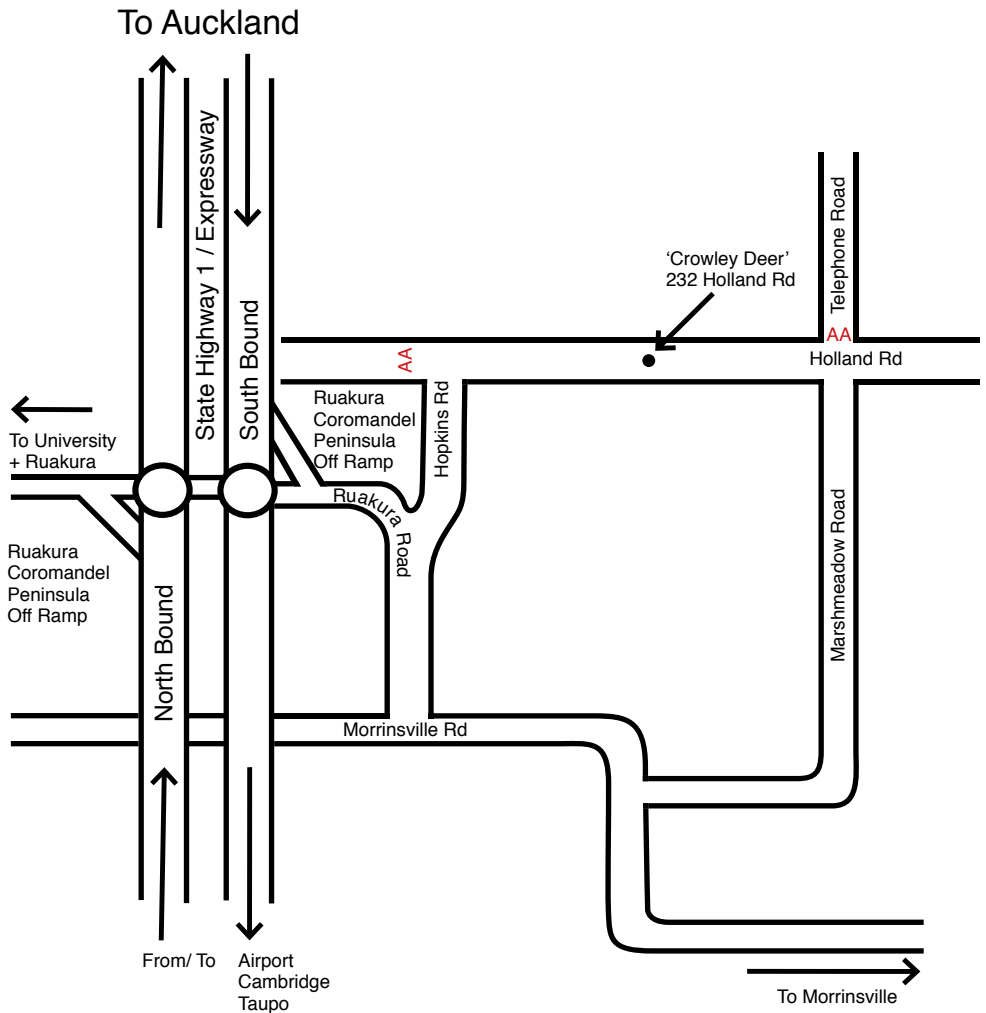 To Auckland
State Highway 1 / Expressway
South Bound
North Bound
'Crowley Deer'
232 Holland Rd
Telephone Road
AA
AA
Holland Rd
Hopkins Rd
Ruakura
Coromandel
Peninsula
Off Ramp
To University
+ Ruakura
Ruakura Road
Ruakura
Coromandel
Peninsula
Off Ramp
Marshmeadow Road
Morrinsville Rd
From/ To
Airport
Cambridge
Taupo
To Morrinsville